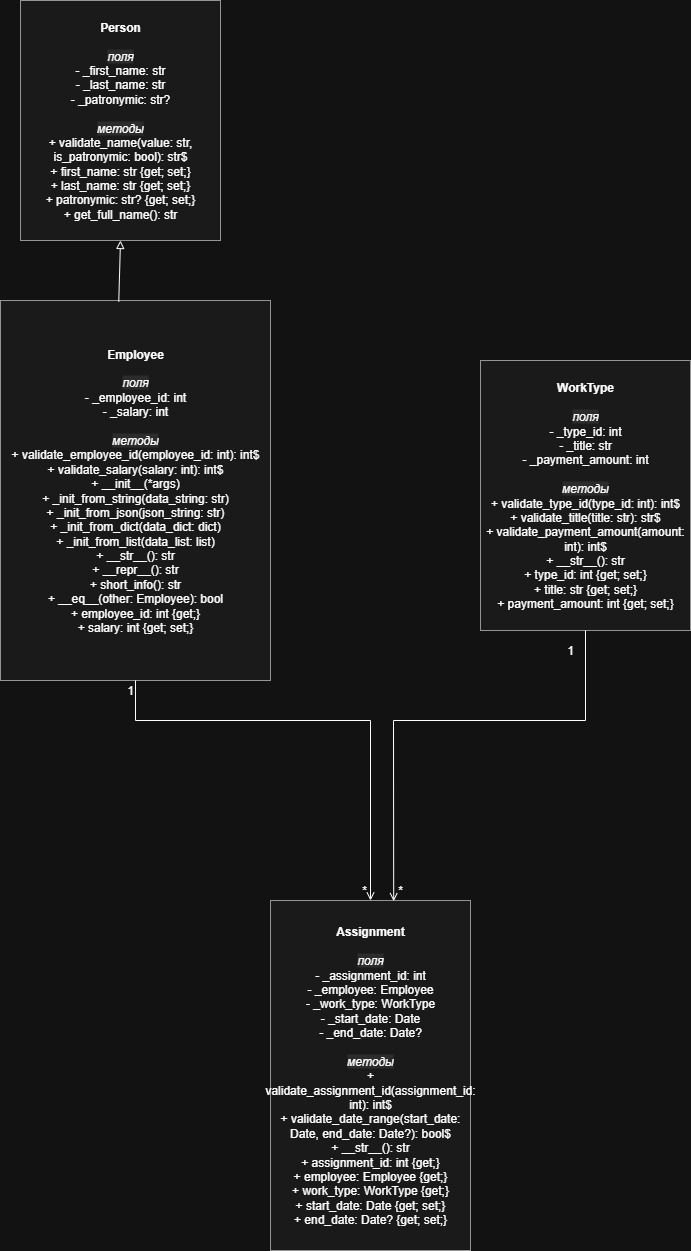 Person
поля
- _first_name: str
- _last_name: str
- _patronymic: str?
методы
+ validate_name(value: str,
is_patronymic: bool): str$
+ first_name: str {get; set;}
+ last_name: str {get; set;}
+ patronymic: str? {get; set;}
+ get_full_name(): str
Employee
поля
- _employee_id: int
- _salary: int
методы
+ validate_employee_id(employee_id: int): int$
+ validate_salary(salary: int): int$
+ __init__(*args)
+ _init_from_string(data_string: str)
+ _init_from_json(json_string: str)
+ _init_from_dict(data_dict: dict)
+ _init_from_list(data_list: list)
+ __str__(): str
+ __repr__(): str
+ short_info(): str
+ __eq__(other: Employee): bool
+ employee_id: int {get;}
+ salary: int {get; set;}
WorkType
поля
- _type_id: int
- _title: str
- _payment_amount: int
методы
+ validate_type_id(type_id: int): int$
+ validate_title(title: str): str$
+ validate_payment_amount(amount:
int): int$
+ __str__(): str
+ type_id: int {get; set;}
+ title: str {get; set;}
+ payment_amount: int {get; set;}
1
1
*
*
Assignment
поля
- _assignment_id: int
- _employee: Employee
- _work_type: WorkType
- _start_date: Date
- _end_date: Date?
методы
+
validate_assignment_id(assignment_id:
int): int$
+ validate_date_range(start_date:
Date, end_date: Date?): bool$
+ __str__(): str
+ assignment_id: int {get;}
+ employee: Employee {get;}
+ work_type: WorkType {get;}
+ start_date: Date {get; set;}
+ end_date: Date? {get; set;}